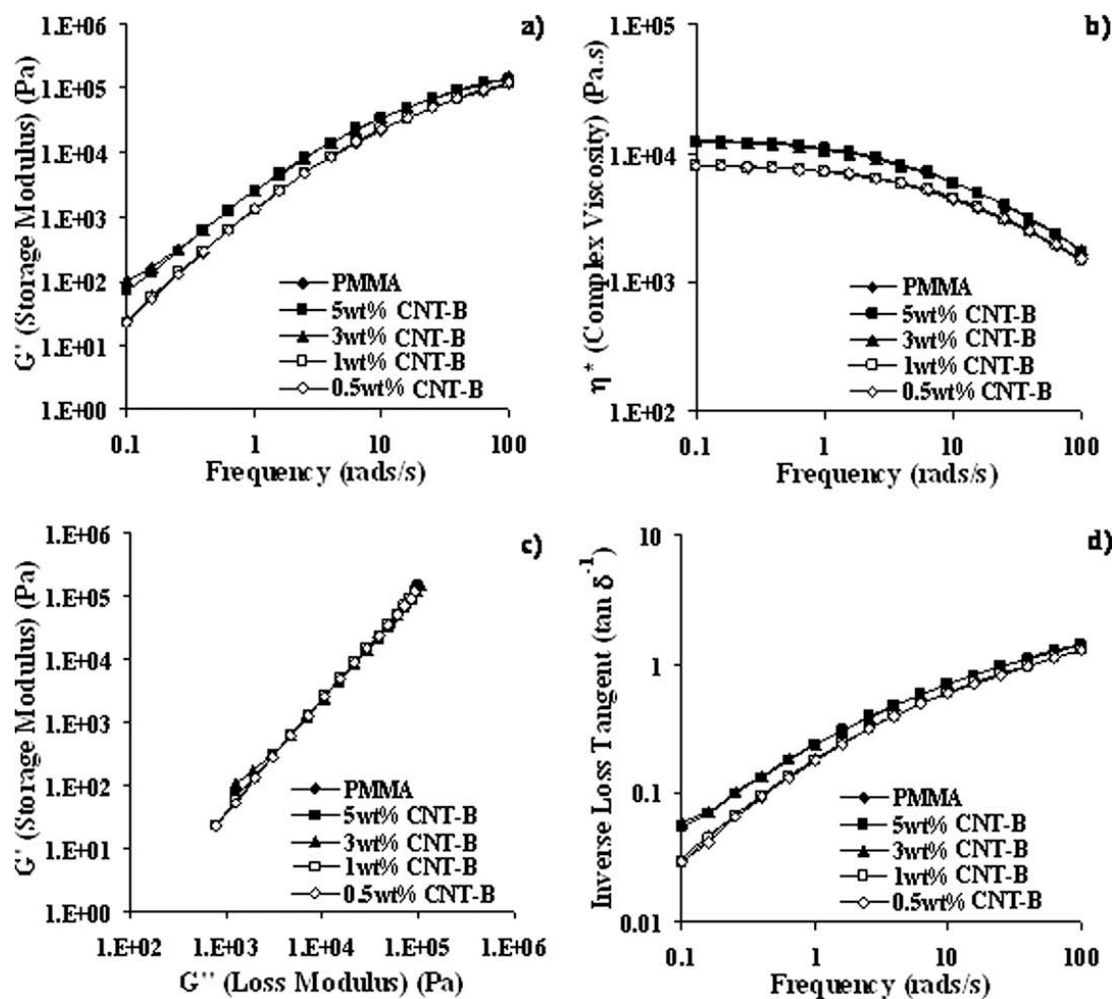 a)
G' (Storage Modulus) (Pa)
1.E+06
1.E+05
1.E+04
1.E+03
1.E+02
1.E+01
1.E+00
PMMA
5wt% CNT-B
3wt% CNT-B
1wt% CNT-B
0.5wt% CNT-B
0.1 1 10 100
Frequency (rads/s)
b)
η* (Complex Viscosity) (Pa.s)
1.E+05
1.E+04
1.E+03
1.E+02
PMMA
5wt% CNT-B
3wt% CNT-B
1wt% CNT-B
0.5wt% CNT-B
0.1 1 10 100
Frequency (rads/s)
c)
G' (Storage Modulus) (Pa)
1.E+06
1.E+05
1.E+04
1.E+03
1.E+02
1.E+01
1.E+00
PMMA
5wt% CNT-B
3wt% CNT-B
1wt% CNT-B
0.5wt% CNT-B
1.E+02 1.E+03 1.E+04 1.E+05 1.E+06
G'' (Loss Modulus) (Pa)
d)
Inverse Loss Tangent (tan δ⁻¹)
10
1
0.1
0.01
PMMA
5wt% CNT-B
3wt% CNT-B
1wt% CNT-B
0.5wt% CNT-B
0.1 1 10 100
Frequency (rads/s)